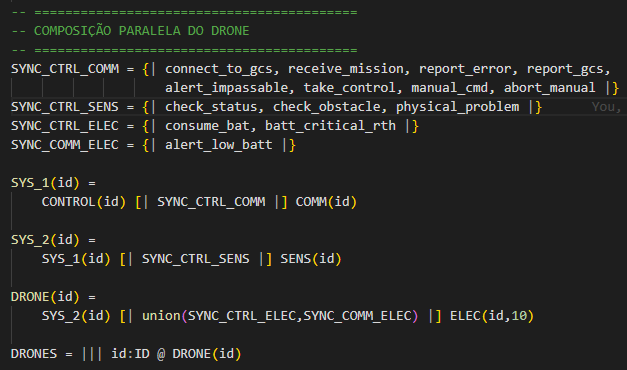 -- ==========================================
-- COMPOSIÇÃO PARALELA DO DRONE
-- ==========================================
SYNC_CTRL_COMM = {| connect_to_gcs, receive_mission, report_error, report_gcs,
alert_impassable, take_control, manual_cmd, abort_manual |}
SYNC_CTRL_SENS = {| check_status, check_obstacle, physical_problem |} You,
SYNC_CTRL_ELEC = {| consume_bat, batt_critical_rth |}
SYNC_COMM_ELEC = {| alert_low_batt |}
SYS_1(id) =
CONTROL(id) [| SYNC_CTRL_COMM |] COMM(id)
SYS_2(id) =
SYS_1(id) [| SYNC_CTRL_SENS |] SENS(id)
DRONE(id) =
SYS_2(id) [| union(SYNC_CTRL_ELEC,SYNC_COMM_ELEC) |] ELEC(id,10)
DRONES = ||| id:ID @ DRONE(id)